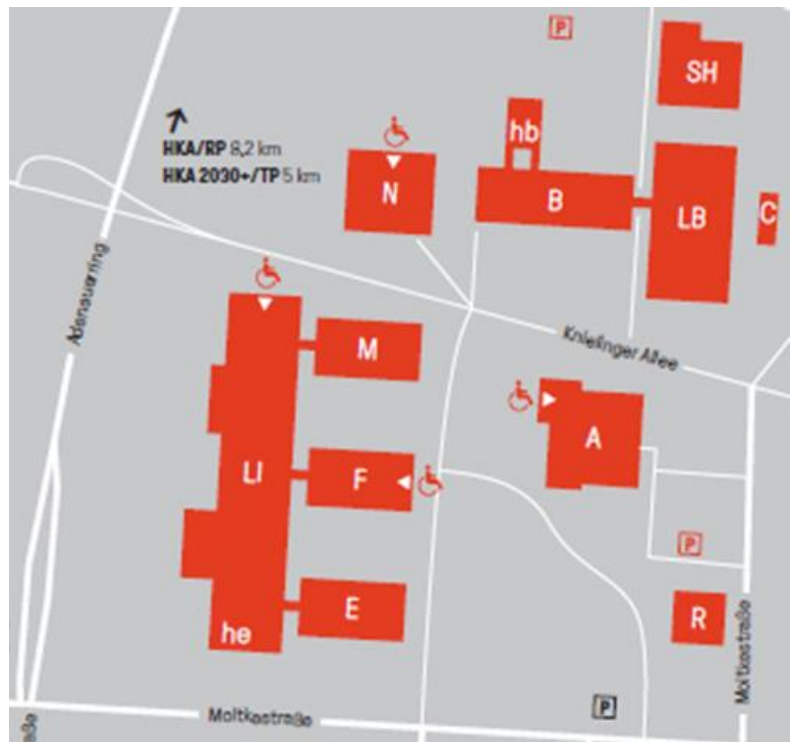 P
SH
hb
HKA/RP 8,2 km
HKA 2030+/TP 5 km
N
B
LB
C
Adenauerring
M
Knielinger Allee
A
LI
F
P
E
R
he
Moltkestraße
P
Moltkestraße
aße